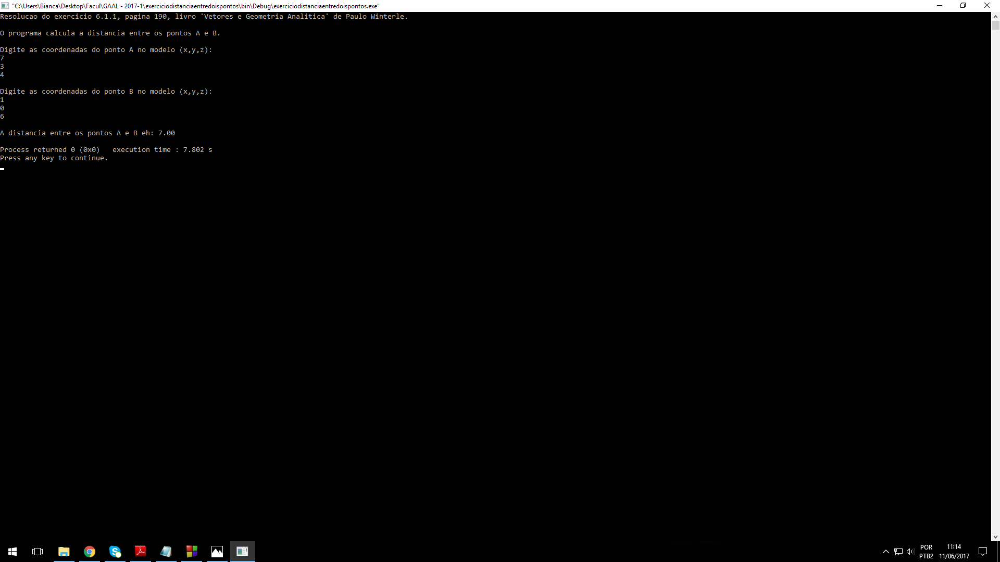 "C:\Users\Bianca\Desktop\Facul\GAAL - 2017-1\exerciciodistanciaentredoispontos\bin\Debug\exerciciodistanciaentredoispontos.exe"
Resolucao do exercicio 6.1.1, pagina 190, livro 'Vetores e Geometria Analitica' de Paulo Winterle.
O programa calcula a distancia entre os pontos A e B.
Digite as coordenadas do ponto A no modelo (x,y,z):
7
3
4
Digite as coordenadas do ponto B no modelo (x,y,z):
1
0
6
A distancia entre os pontos A e B eh: 7.00
Process returned 0 (0x0)   execution time : 7.802 s
Press any key to continue.
POR
PTB2
11:14
11/06/2017